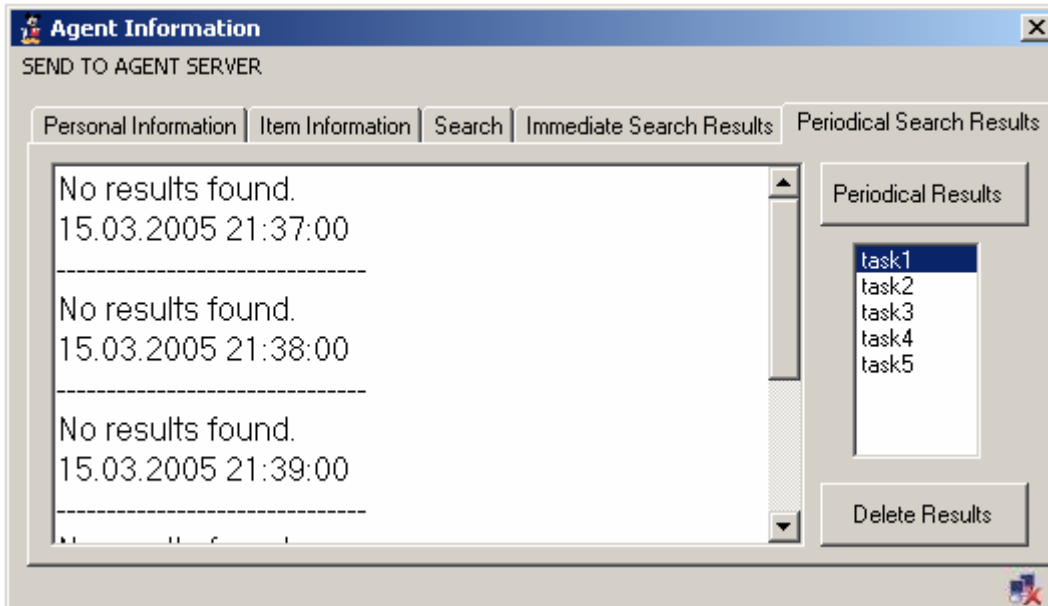 Agent Information
SEND TO AGENT SERVER
Personal Information
Item Information
Search
Immediate Search Results
Periodical Search Results
No results found.
15.03.2005 21:37:00
-------------------------------
No results found.
15.03.2005 21:38:00
-------------------------------
No results found.
15.03.2005 21:39:00
-------------------------------
Periodical Results
task1
task2
task3
task4
task5
Delete Results